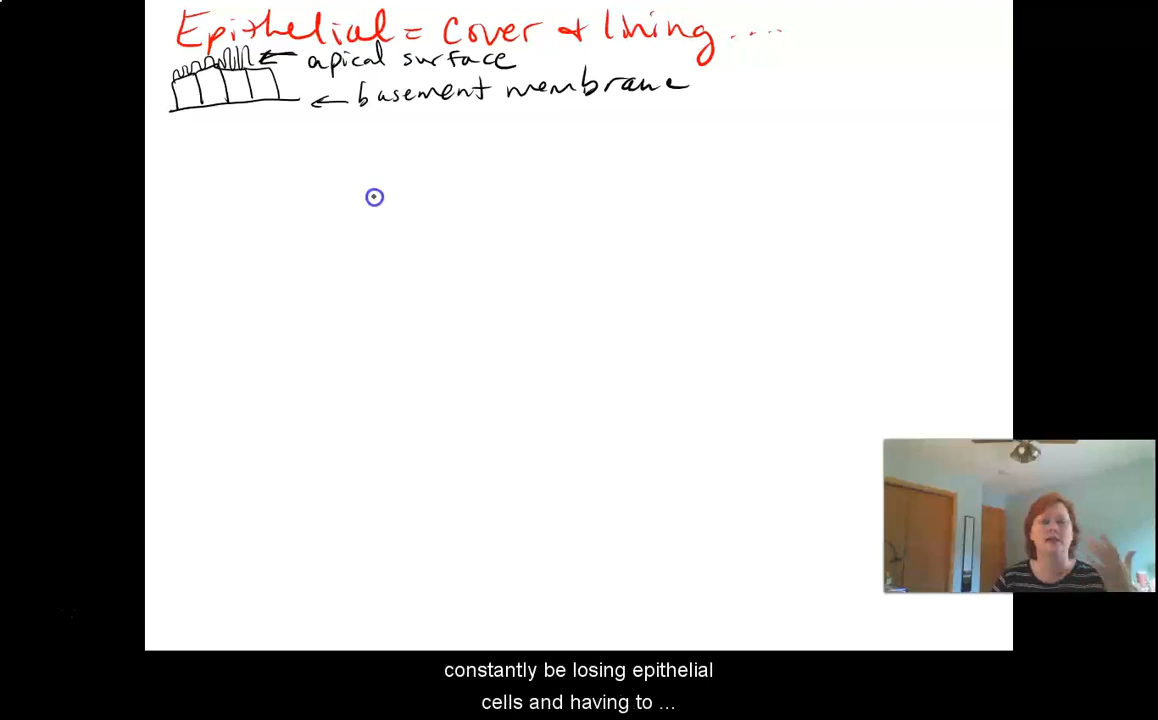 Epithelial = cover & lining ....
← apical surface
← basement membrane
constantly be losing epithelial
cells and having to ...